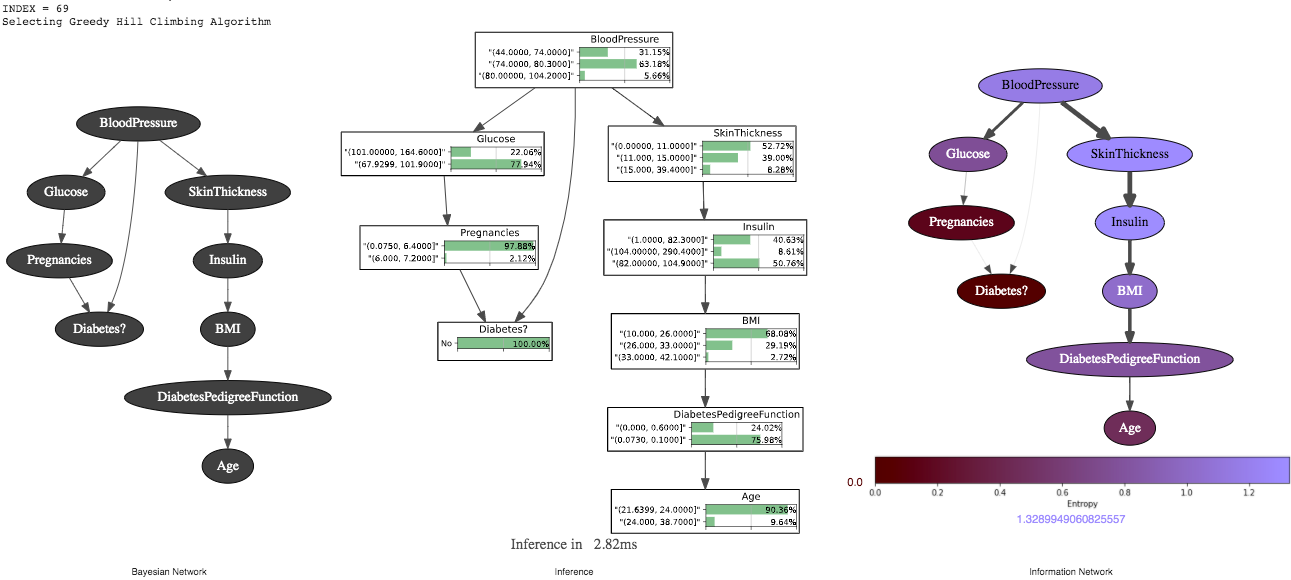 INDEX = 69
Selecting Greedy Hill Climbing Algorithm
BloodPressure
Glucose
SkinThickness
Pregnancies
Insulin
Diabetes?
BMI
DiabetesPedigreeFunction
Age
Bayesian Network
BloodPressure
"(44.0000, 74.0000]" 31.15%
"(74.0000, 80.3000]" 63.18%
"(80.00000, 104.2000]" 5.66%
Glucose
"(101.00000, 164.6000]" 22.06%
"(67.9299, 101.9000]" 77.94%
SkinThickness
"(0.00000, 11.0000]" 52.72%
"(11.000, 15.0000]" 39.00%
"(15.000, 39.4000]" 8.28%
Pregnancies
"(0.0750, 6.4000]" 97.88%
"(6.000, 7.2000]" 2.12%
Insulin
"(1.0000, 82.3000]" 40.63%
"(104.00000, 290.4000]" 8.61%
"(82.00000, 104.9000]" 50.76%
Diabetes?
No 100.00%
BMI
"(10.000, 26.0000]" 68.08%
"(26.000, 33.0000]" 29.19%
"(33.0000, 42.1000]" 2.72%
DiabetesPedigreeFunction
"(0.000, 0.6000]" 24.02%
"(0.0730, 0.1000]" 75.98%
Age
"(21.6399, 24.0000]" 90.36%
"(24.000, 38.7000]" 9.64%
Inference in 2.82ms
Inference
BloodPressure
Glucose
SkinThickness
Pregnancies
Insulin
Diabetes?
BMI
DiabetesPedigreeFunction
Age
0.0
0.0 0.2 0.4 0.6 0.8 1.0 1.2
Entropy
1.3289949060825557
Information Network